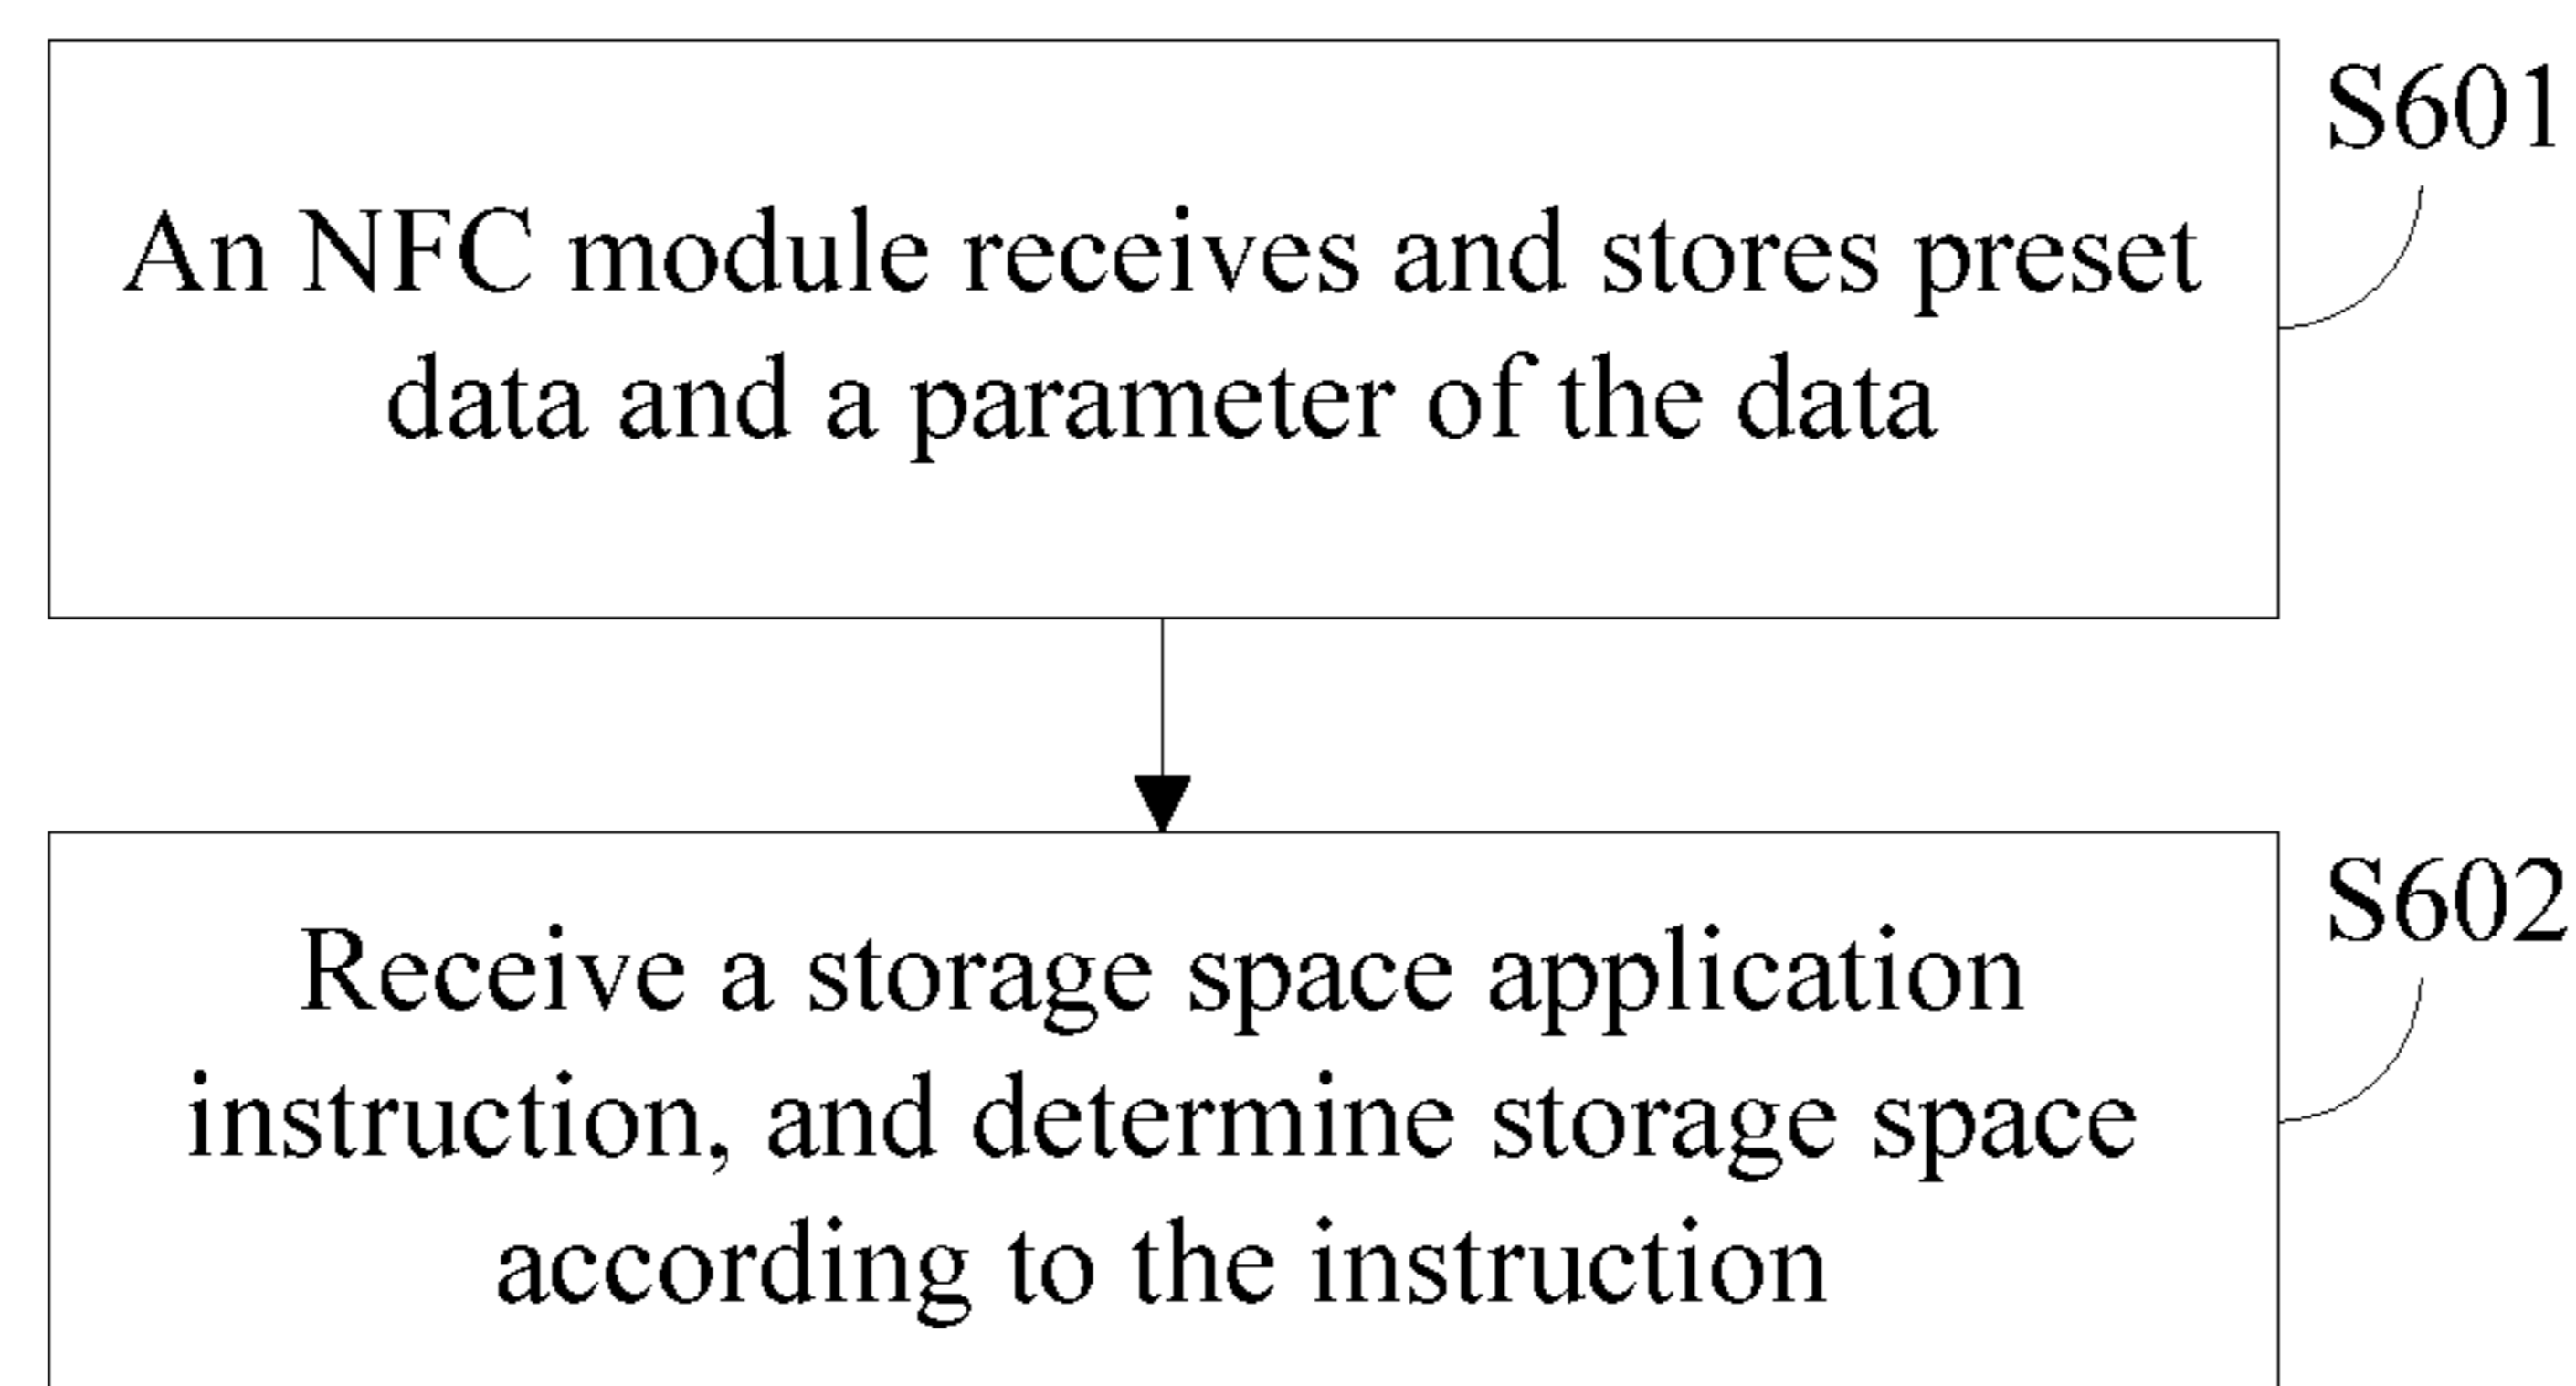 S601
An NFC module receives and stores preset
data and a parameter of the data
S602
Receive a storage space application
instruction, and determine storage space
according to the instruction